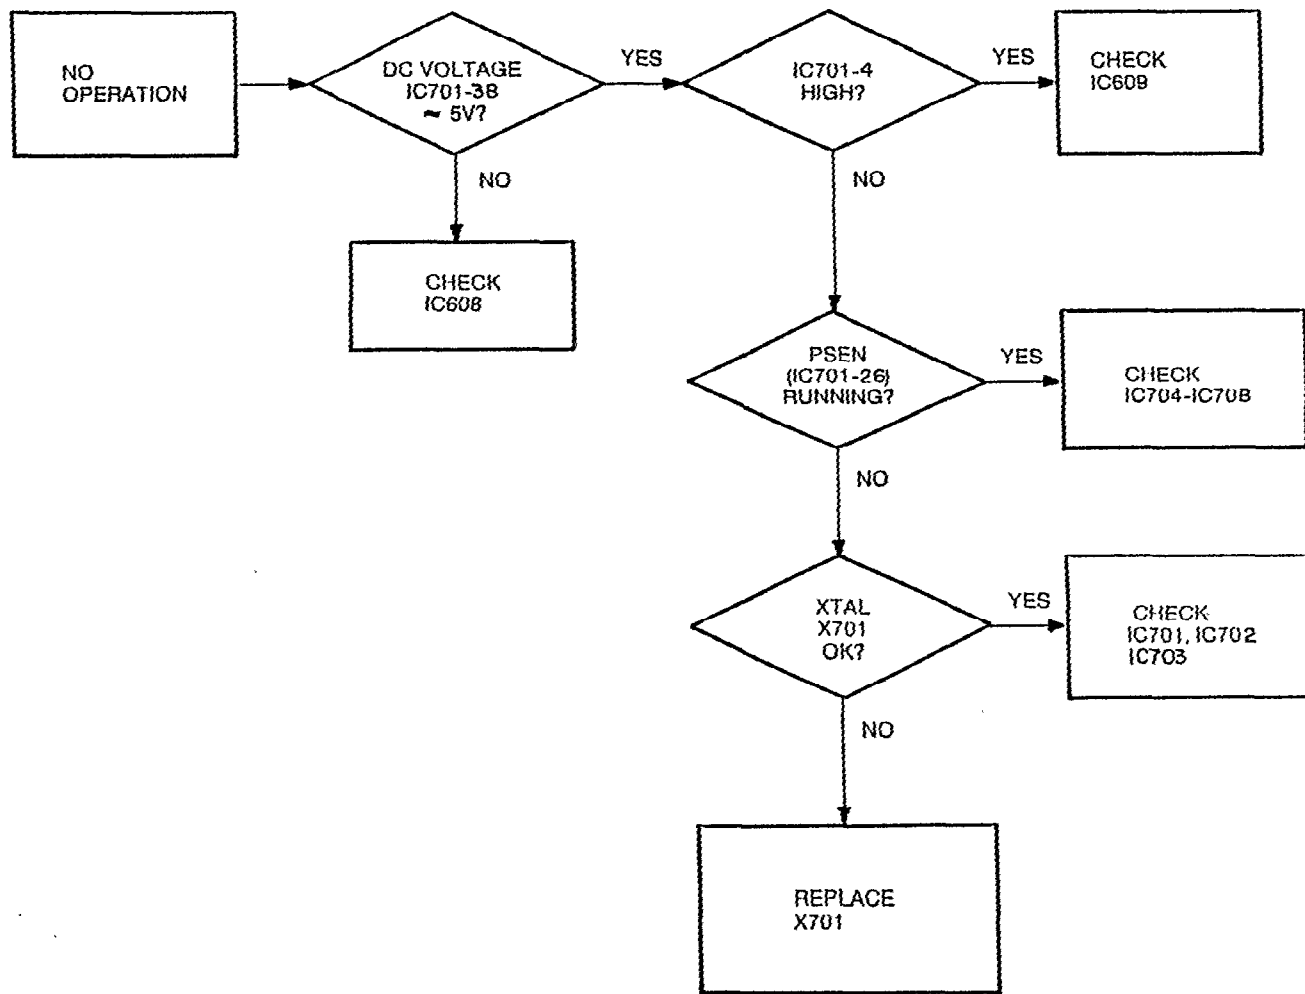 NO
OPERATION
DC VOLTAGE
IC701-38
≈ 5V?
YES
IC701-4
HIGH?
YES
CHECK
IC609
NO
NO
CHECK
IC608
PSEN
(IC701-26)
RUNNING?
YES
CHECK
IC704-IC708
NO
XTAL
X701
OK?
YES
CHECK
IC701, IC702
IC703
NO
REPLACE
X701